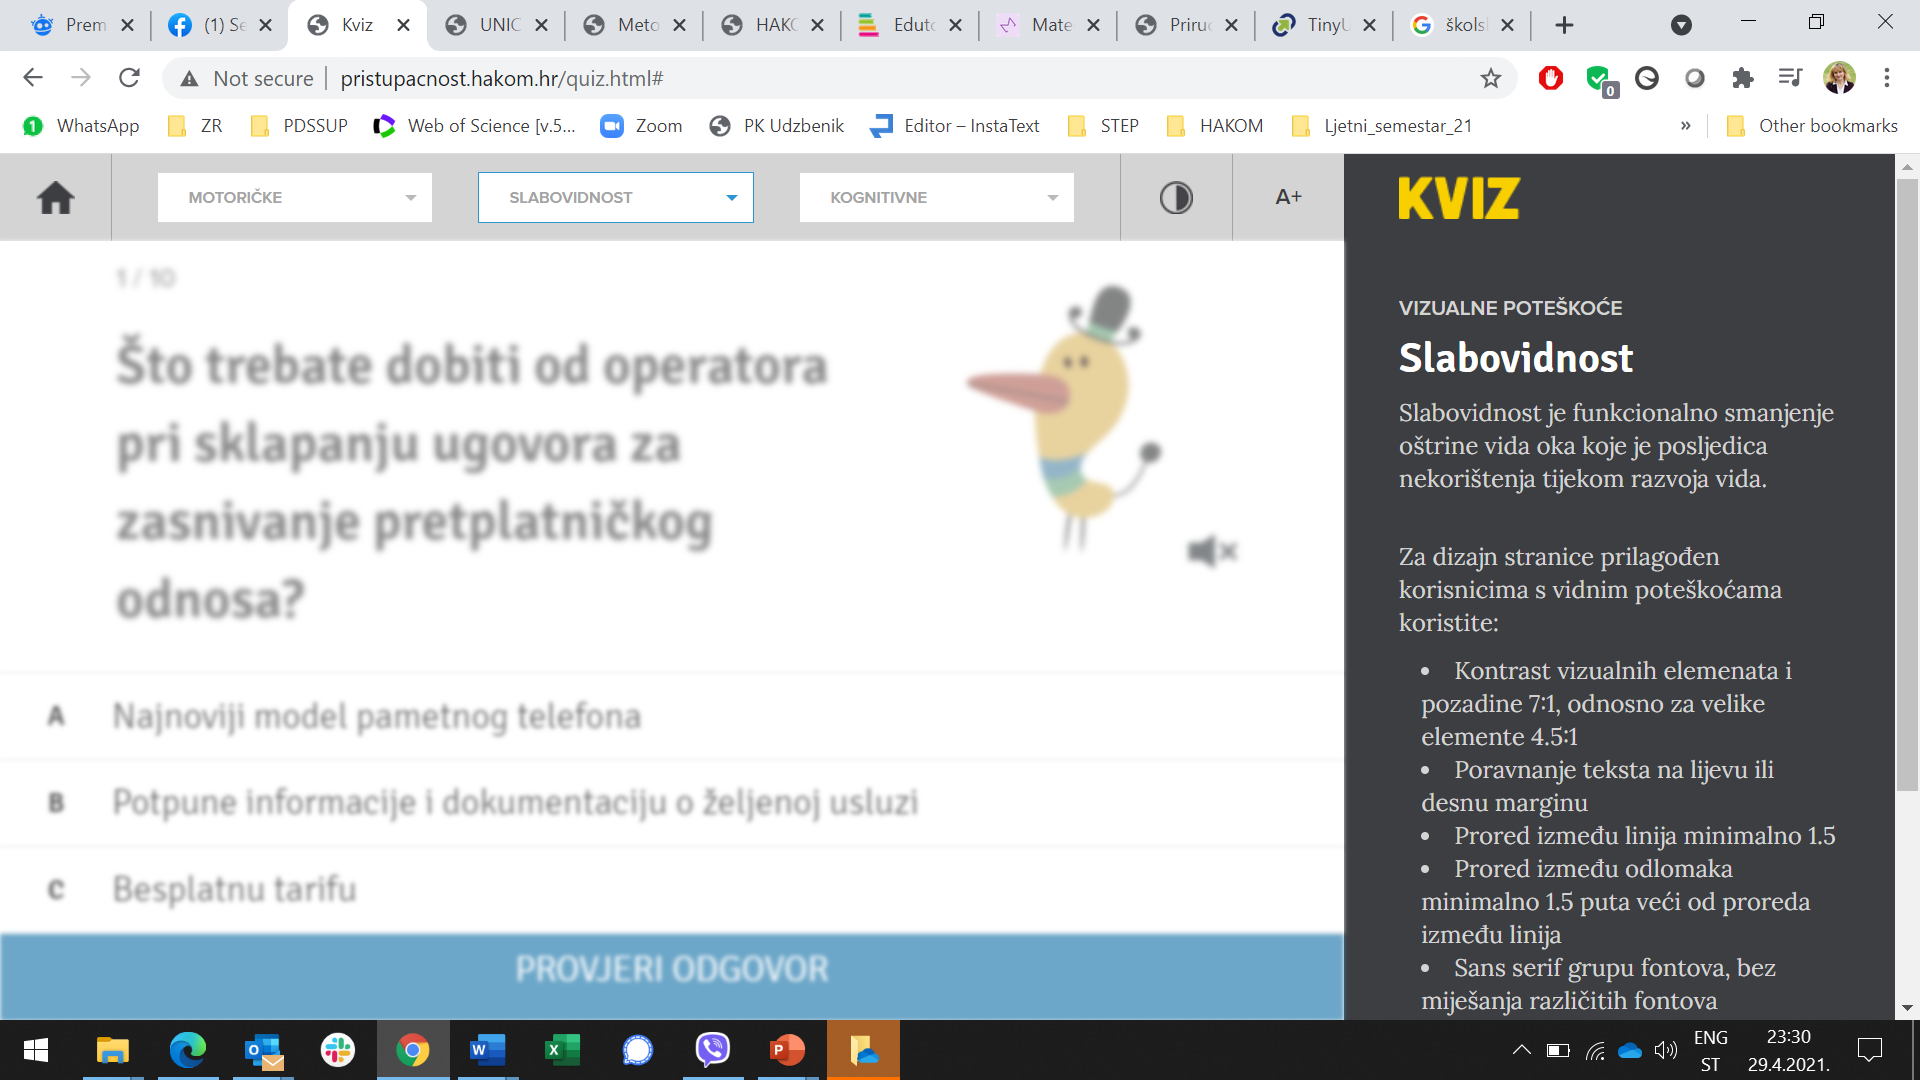 Prem
(1) Se
Kviz
UNIC
Meto
HAKC
Eduto
Mate
Priruc
TinyU
školsk
Not secure
pristupacnost.hakom.hr/quiz.html#
0
1
WhatsApp
ZR
PDSSUP
Web of Science [v.5...
Zoom
PK Udzbenik
Editor – InstaText
STEP
HAKOM
Ljetni_semestar_21
»
Other bookmarks
MOTORIČKE
SLABOVIDNOST
KOGNITIVNE
A+
1 / 10
Što trebate dobiti od operatora
pri sklapanju ugovora za
zasnivanje pretplatničkog
odnosa?
A Najnoviji model pametnog telefona
B Potpune informacije i dokumentaciju o željenoj usluzi
C Besplatnu tarifu
PROVJERI ODGOVOR
KVIZ
VIZUALNE POTEŠKOĆE
Slabovidnost
Slabovidnost je funkcionalno smanjenje
oštrine vida oka koje je posljedica
nekorištenja tijekom razvoja vida.
Za dizajn stranice prilagođen
korisnicima s vidnim poteškoćama
koristite:
• Kontrast vizualnih elemenata i
pozadine 7:1, odnosno za velike
elemente 4.5:1
• Poravnanje teksta na lijevu ili
desnu marginu
• Prored između linija minimalno 1.5
• Prored između odlomaka
minimalno 1.5 puta veći od proreda
između linija
• Sans serif grupu fontova, bez
miješanja različitih fontova
ENG
ST
23:30
29.4.2021.